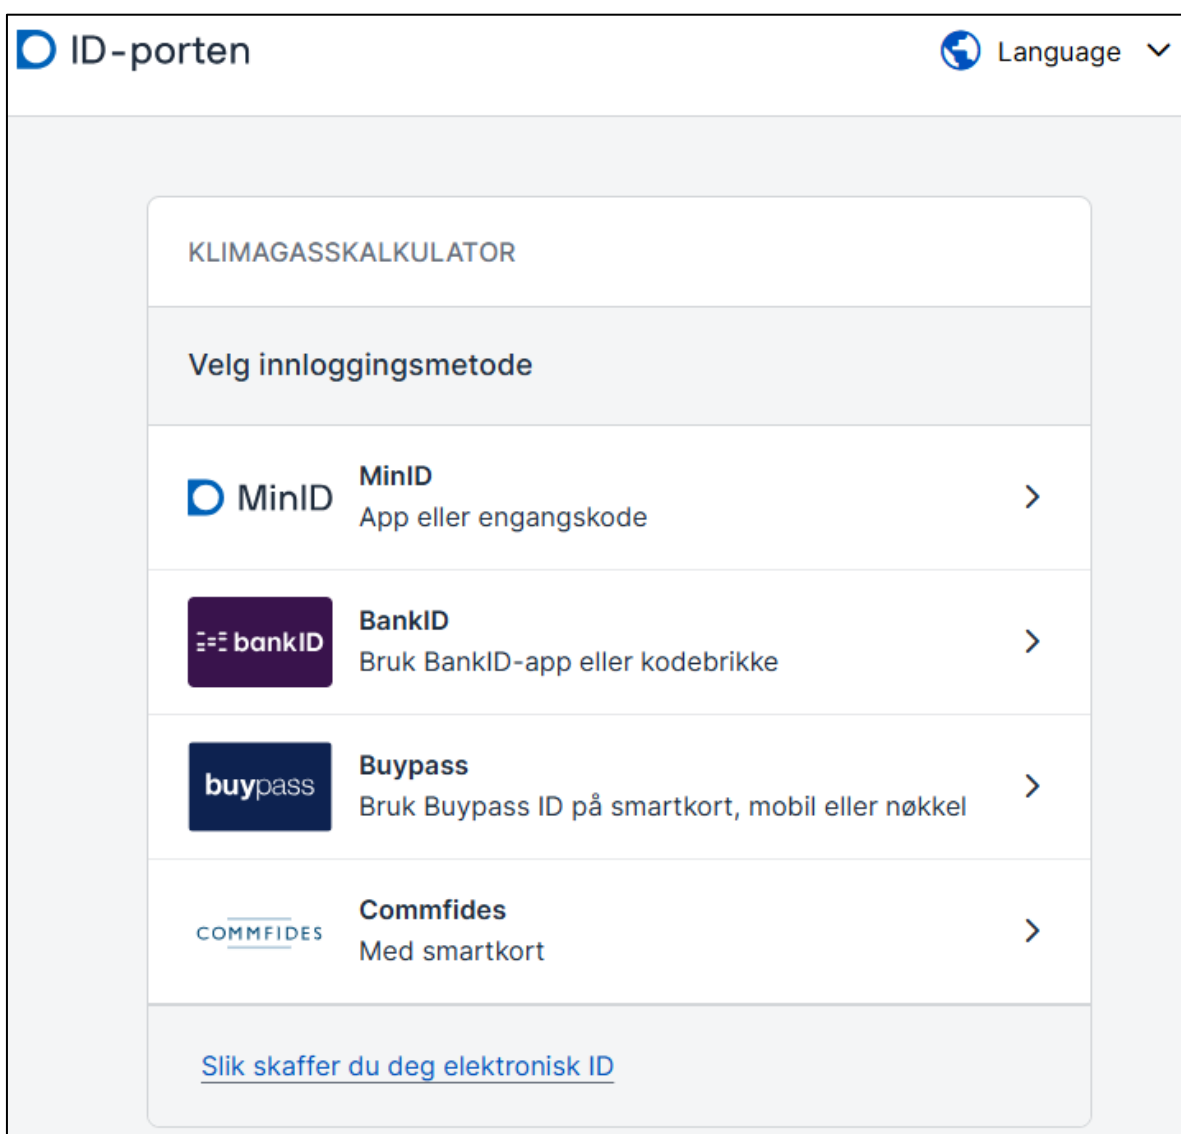 ID-porten
Language
KLIMAGASSKALKULATOR
Velg innloggingsmetode
MinID
MinID
App eller engangskode
bankID
BankID
Bruk BankID-app eller kodebrikke
buypass
Buypass
Bruk Buypass ID på smartkort, mobil eller nøkkel
COMMFIDES
Commfides
Med smartkort
Slik skaffer du deg elektronisk ID